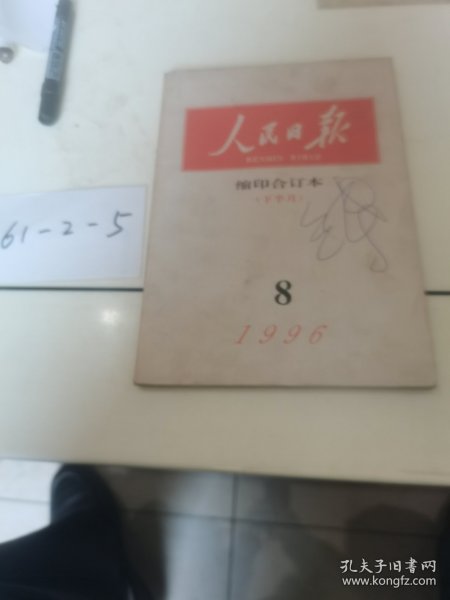 人民日报
RENMIN RIBAO
缩印合订本
(下半月)
8
1996
61-2-5
孔夫子旧书网
www.kongfz.com